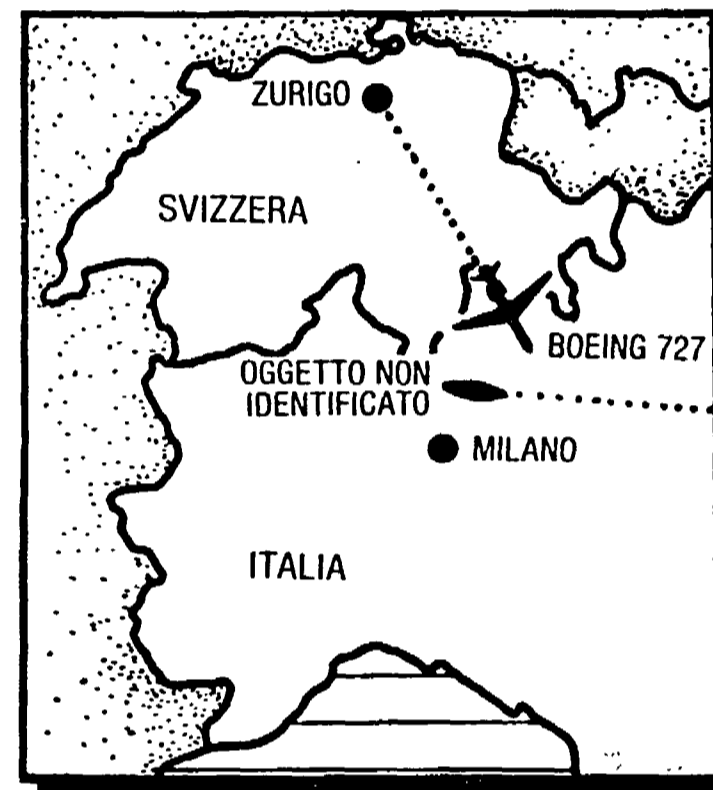 ZURIGO
SVIZZERA
BOEING 727
OGGETTO NON
IDENTIFICATO
MILANO
ITALIA